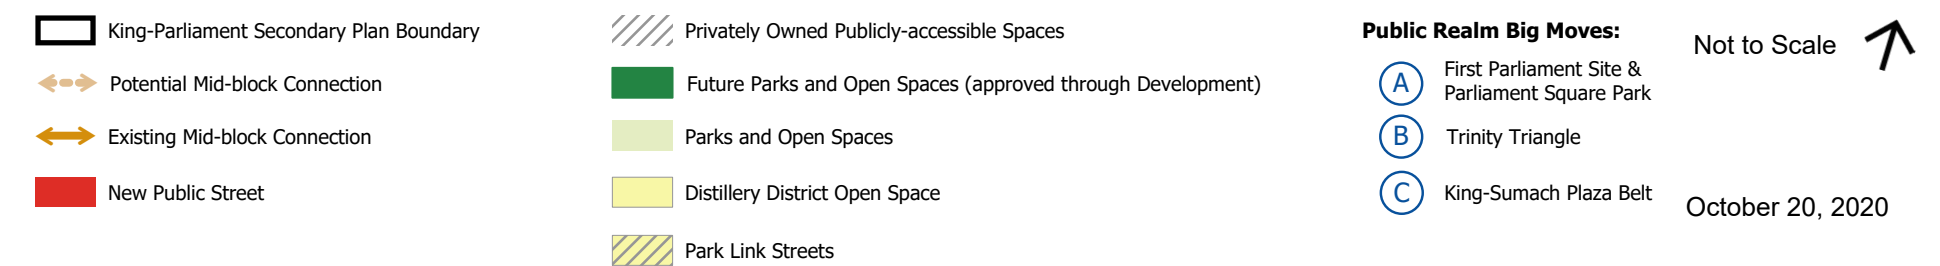 King-Parliament Secondary Plan Boundary
Potential Mid-block Connection
Existing Mid-block Connection
New Public Street
Privately Owned Publicly-accessible Spaces
Future Parks and Open Spaces (approved through Development)
Parks and Open Spaces
Distillery District Open Space
Park Link Streets
Public Realm Big Moves:
A First Parliament Site &
Parliament Square Park
B Trinity Triangle
C King-Sumach Plaza Belt
Not to Scale
October 20, 2020